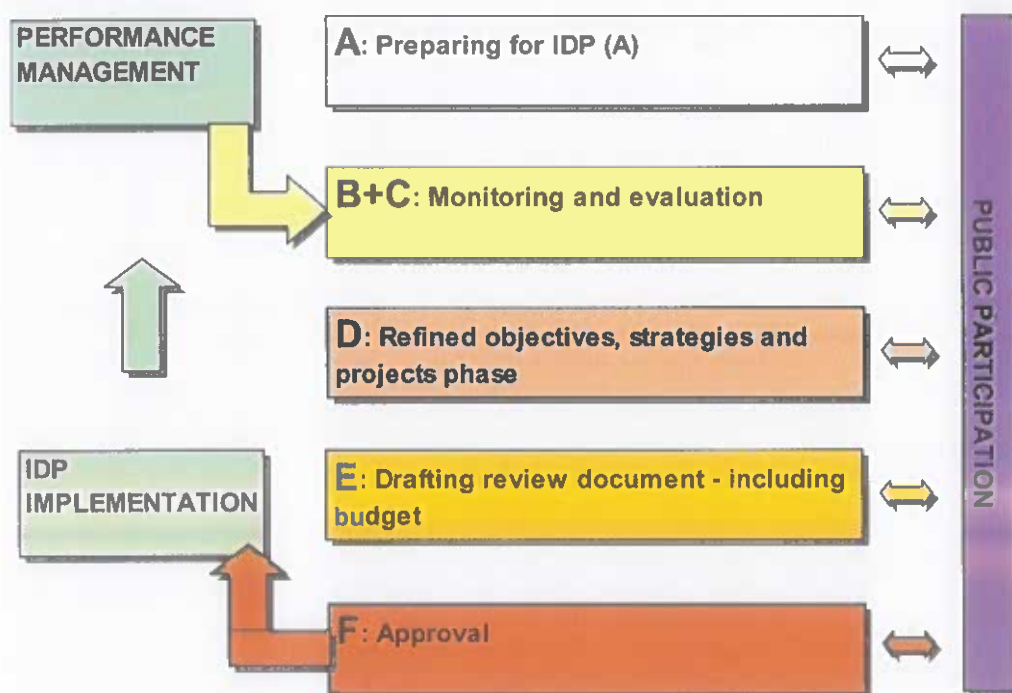 PERFORMANCE
MANAGEMENT
A: Preparing for IDP (A)
B+C: Monitoring and evaluation
D: Refined objectives, strategies and
projects phase
IDP
IMPLEMENTATION
E: Drafting review document - including
budget
F: Approval
PUBLIC PARTICIPATION